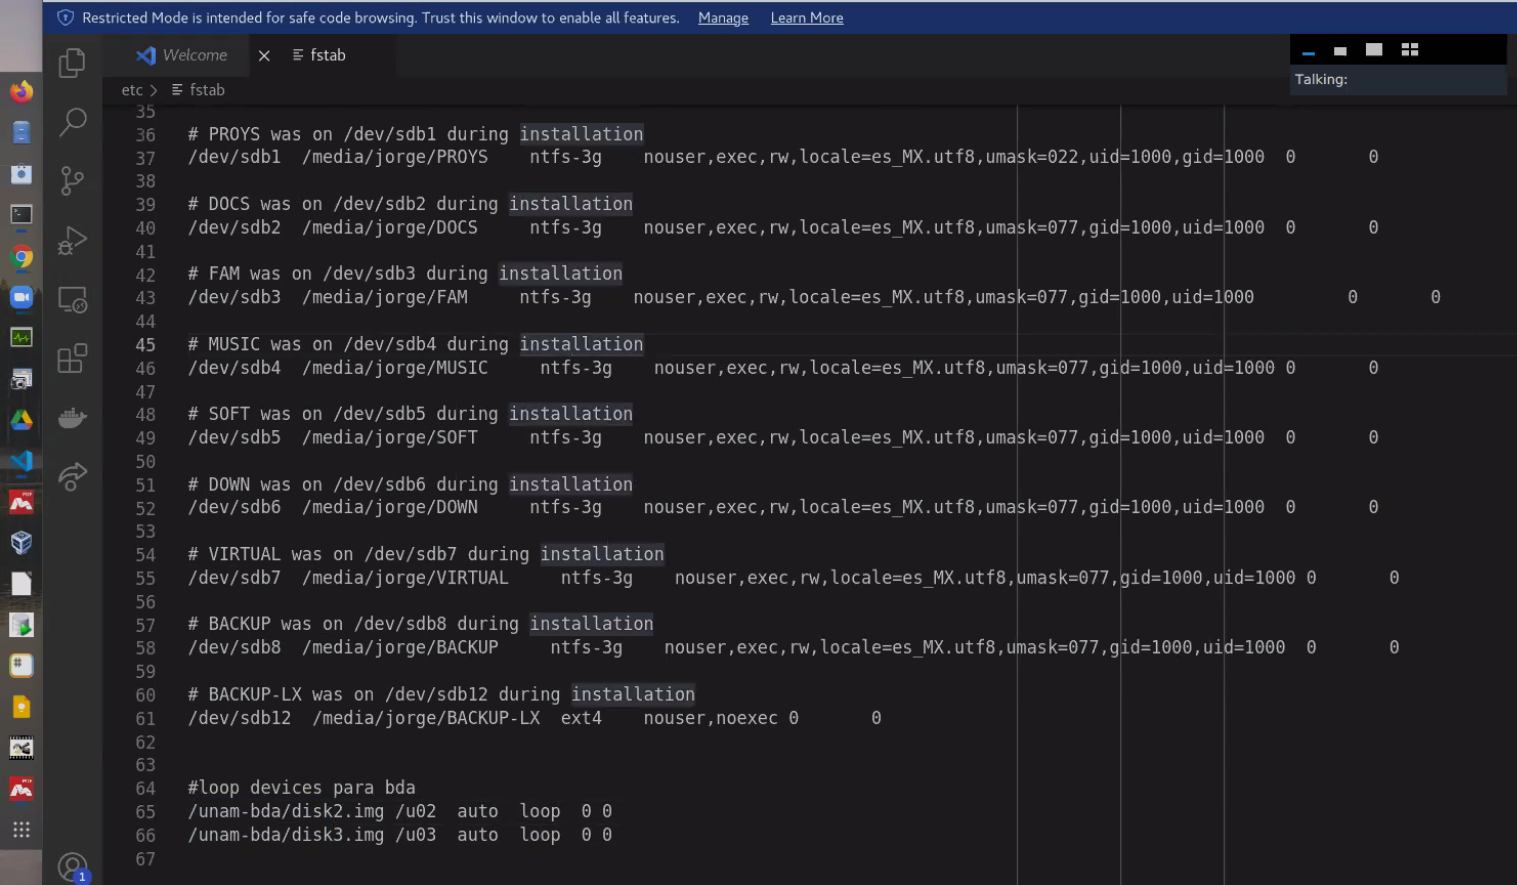 Restricted Mode is intended for safe code browsing. Trust this window to enable all features. Manage Learn More
Welcome fstab
Talking:
etc > fstab
35
36 # PROYS was on /dev/sdb1 during installation
37 /dev/sdb1 /media/jorge/PROYS ntfs-3g nouser,exec,rw,locale=es_MX.utf8,umask=022,uid=1000,gid=1000 0 0
38
39 # DOCS was on /dev/sdb2 during installation
40 /dev/sdb2 /media/jorge/DOCS ntfs-3g nouser,exec,rw,locale=es_MX.utf8,umask=077,gid=1000,uid=1000 0 0
41
42 # FAM was on /dev/sdb3 during installation
43 /dev/sdb3 /media/jorge/FAM ntfs-3g nouser,exec,rw,locale=es_MX.utf8,umask=077,gid=1000,uid=1000 0 0
44
45 # MUSIC was on /dev/sdb4 during installation
46 /dev/sdb4 /media/jorge/MUSIC ntfs-3g nouser,exec,rw,locale=es_MX.utf8,umask=077,gid=1000,uid=1000 0 0
47
48 # SOFT was on /dev/sdb5 during installation
49 /dev/sdb5 /media/jorge/SOFT ntfs-3g nouser,exec,rw,locale=es_MX.utf8,umask=077,gid=1000,uid=1000 0 0
50
51 # DOWN was on /dev/sdb6 during installation
52 /dev/sdb6 /media/jorge/DOWN ntfs-3g nouser,exec,rw,locale=es_MX.utf8,umask=077,gid=1000,uid=1000 0 0
53
54 # VIRTUAL was on /dev/sdb7 during installation
55 /dev/sdb7 /media/jorge/VIRTUAL ntfs-3g nouser,exec,rw,locale=es_MX.utf8,umask=077,gid=1000,uid=1000 0 0
56
57 # BACKUP was on /dev/sdb8 during installation
58 /dev/sdb8 /media/jorge/BACKUP ntfs-3g nouser,exec,rw,locale=es_MX.utf8,umask=077,gid=1000,uid=1000 0 0
59
60 # BACKUP-LX was on /dev/sdb12 during installation
61 /dev/sdb12 /media/jorge/BACKUP-LX ext4 nouser,noexec 0 0
62
63
64 #loop devices para bda
65 /unam-bda/disk2.img /u02 auto loop 0 0
66 /unam-bda/disk3.img /u03 auto loop 0 0
67
1